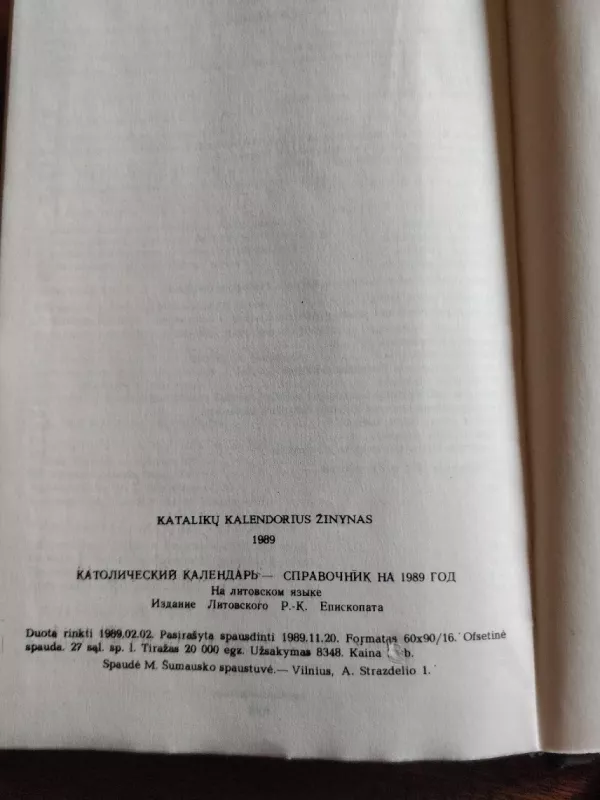 KATALIKŲ KALENDORIUS ŽINYNAS
1989
КАТОЛИЧЕСКИЙ КАЛЕНДАРЬ — СПРАВОЧНИК НА 1989 ГОД
На литовском языке
Издание Литовского Р.-К. Епископата
Duota rinkti 1989.02.02. Pasirašyta spausdinti 1989.11.20. Formatas 60x90/16. Ofsetinė
spauda. 27 sąl. sp. l. Tiražas 20 000 egz. Užsakymas 8348. Kaina b.
Spaudė M. Šumausko spaustuvė.— Vilnius, A. Strazdelio 1.